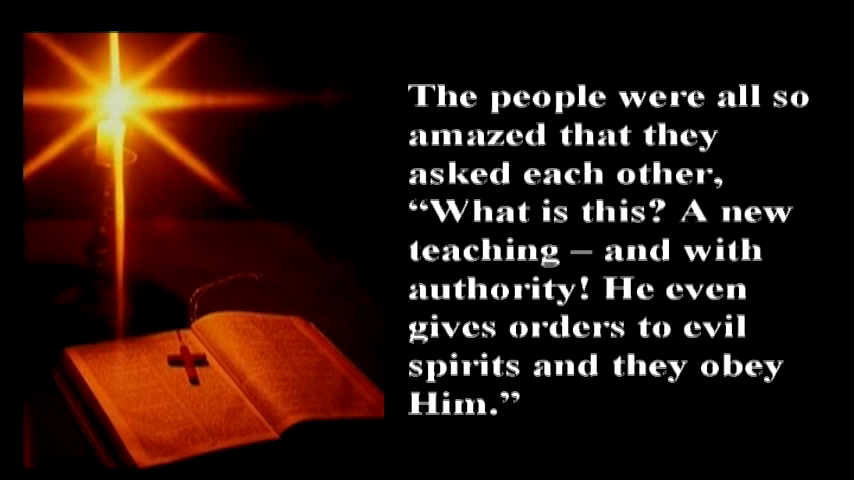 The people were all so
amazed that they
asked each other,
“What is this? A new
teaching – and with
authority! He even
gives orders to evil
spirits and they obey
Him.”